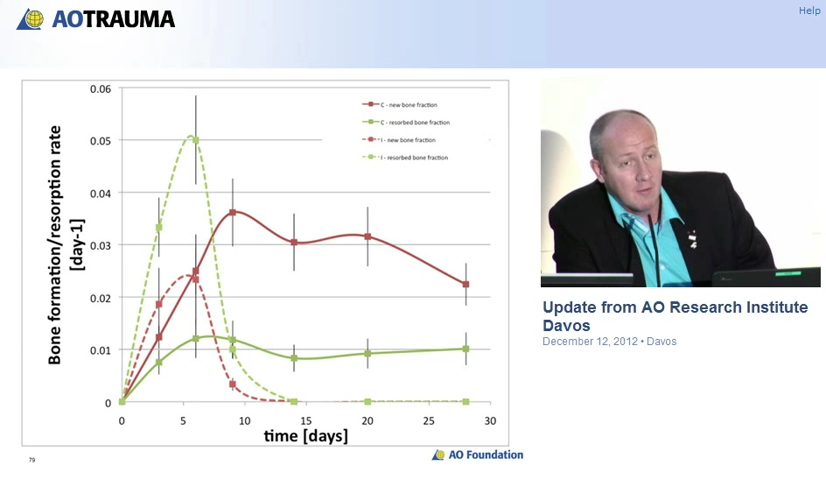 AOTRAUMA
Help
0.06
0.05
0.04
0.03
0.02
0.01
0
Bone formation/resorption rate
[day-1]
C - new bone fraction
C - resorbed bone fraction
I - new bone fraction
I - resorbed bone fraction
0 5 10 15 20 25 30
time [days]
79
AO Foundation
Update from AO Research Institute
Davos
December 12, 2012 • Davos